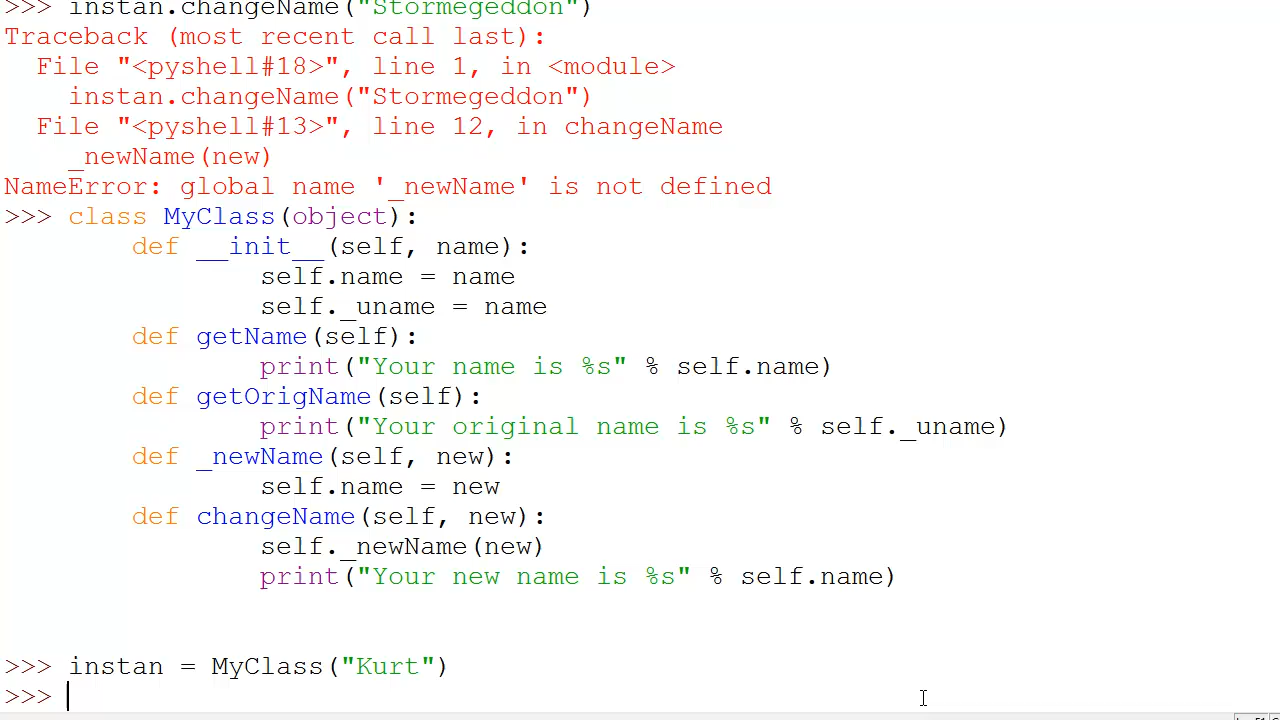 >>> instan.changeName("Stormegeddon")
Traceback (most recent call last):
  File "<pyshell#18>", line 1, in <module>
    instan.changeName("Stormegeddon")
  File "<pyshell#13>", line 12, in changeName
    _newName(new)
NameError: global name '_newName' is not defined
>>> class MyClass(object):
        def __init__(self, name):
                self.name = name
                self._uname = name
        def getName(self):
                print("Your name is %s" % self.name)
        def getOrigName(self):
                print("Your original name is %s" % self._uname)
        def _newName(self, new):
                self.name = new
        def changeName(self, new):
                self._newName(new)
                print("Your new name is %s" % self.name)
>>> instan = MyClass("Kurt")
>>>